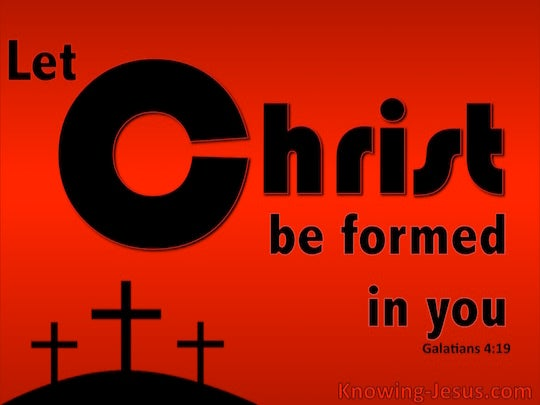 Let
Christ
be formed
in you
Galatians 4:19
Knowing-Jesus.com